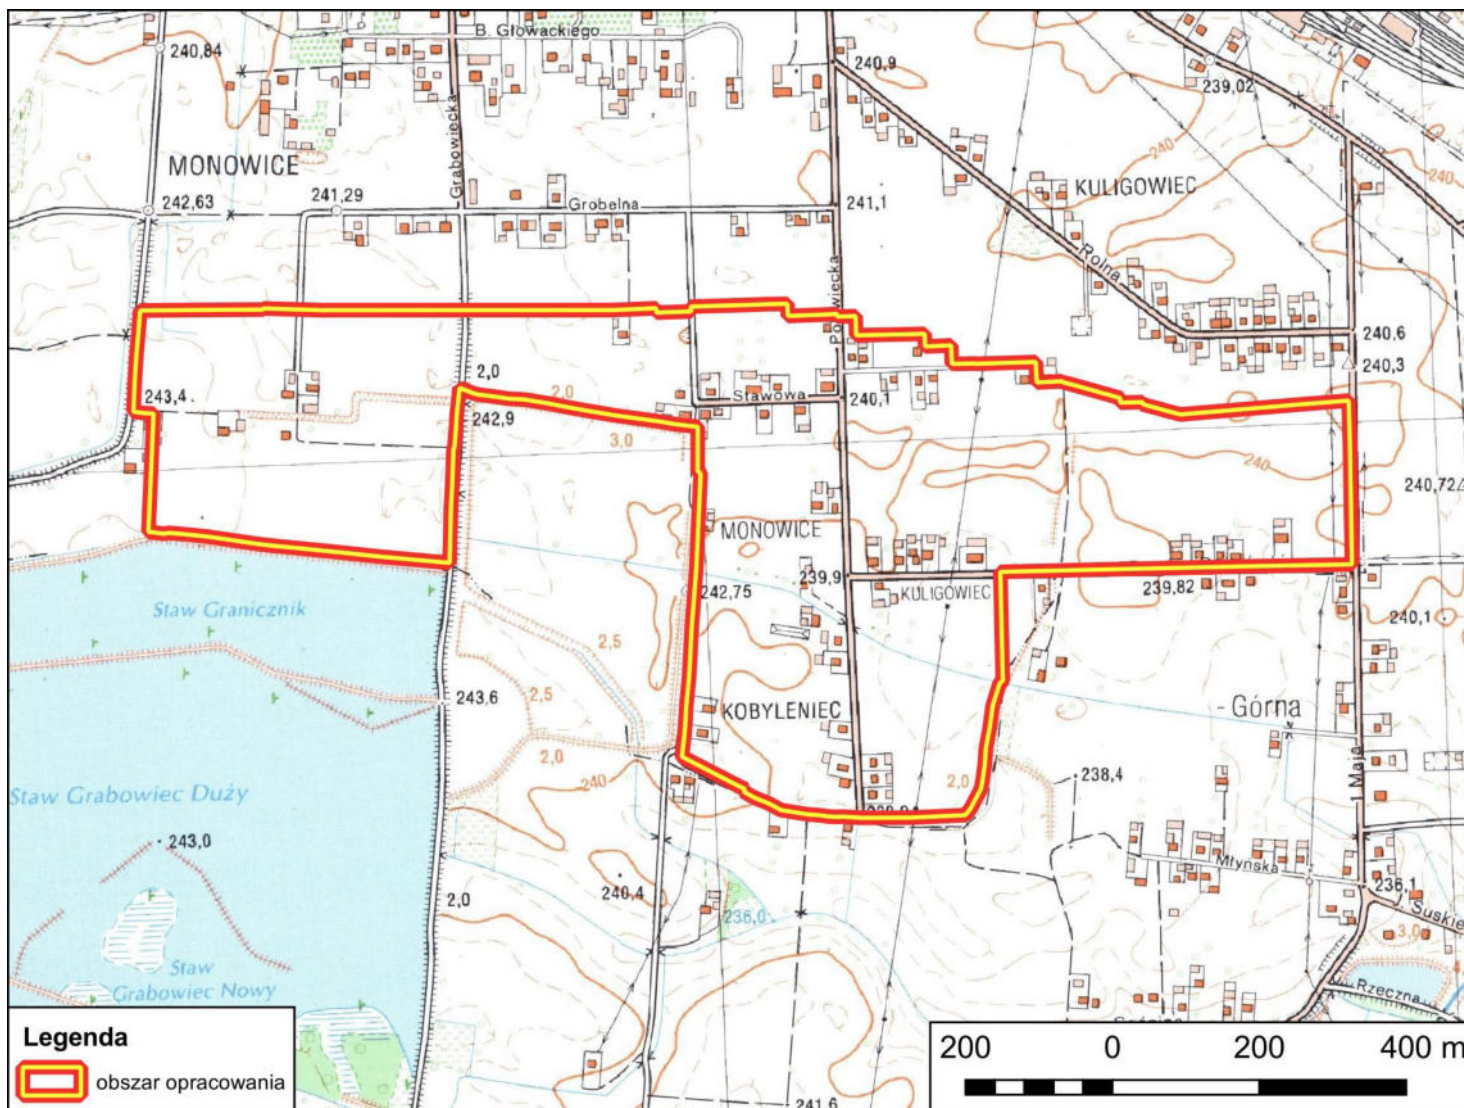 B. Głowackiego
240,84
240,9
239,02
Grabowiecka
MONOWICE
240
240
KULIGOWIEC
242,63
241,29
Grobelna
241,1
Rolna
240,6
240,3
243,4
2,0
2,0
Stawowa
240,1
242,9
3,0
240
240,72
MONOWICE
239,9
KULIGOWIEC
239,82
242,75
Staw Granicznik
2,5
240,1
2,5
243,6
KOBYLENIEC
- Górna
2,0
240
2,0
238,4
1 Maja
Staw Grabowiec Duży
243,0
Młyńska
240,4
2,0
236,0
236,1
J. Suskie
3,0
Staw
Grabowiec Nowy
Rzeczna
241,6
Legenda
obszar opracowania
200 0 200 400 m